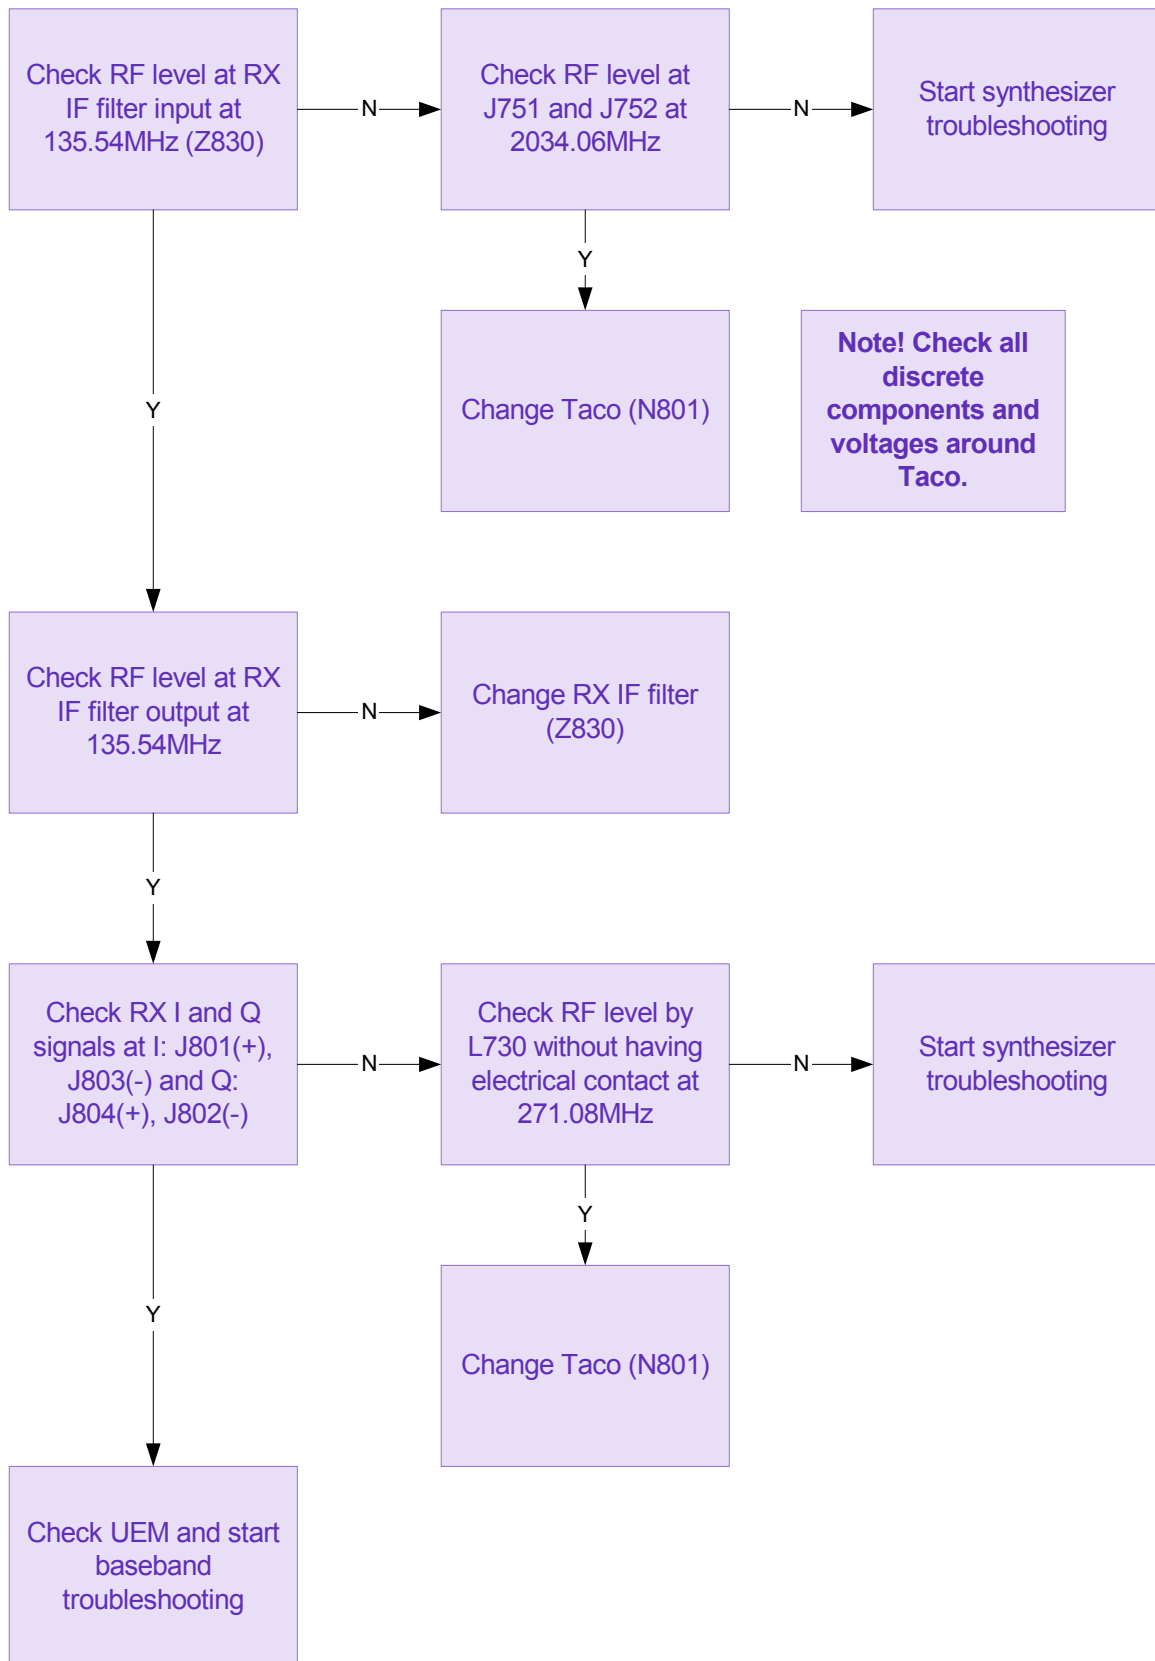 Check RF level at RX
IF filter input at
135.54MHz (Z830)
N
Check RF level at
J751 and J752 at
2034.06MHz
N
Start synthesizer
troubleshooting
Y
Change Taco (N801)
Note! Check all
discrete
components and
voltages around
Taco.
Y
Check RF level at RX
IF filter output at
135.54MHz
N
Change RX IF filter
(Z830)
Y
Check RX I and Q
signals at I: J801(+),
J803(-) and Q:
J804(+), J802(-)
N
Check RF level by
L730 without having
electrical contact at
271.08MHz
N
Start synthesizer
troubleshooting
Y
Change Taco (N801)
Y
Check UEM and start
baseband
troubleshooting